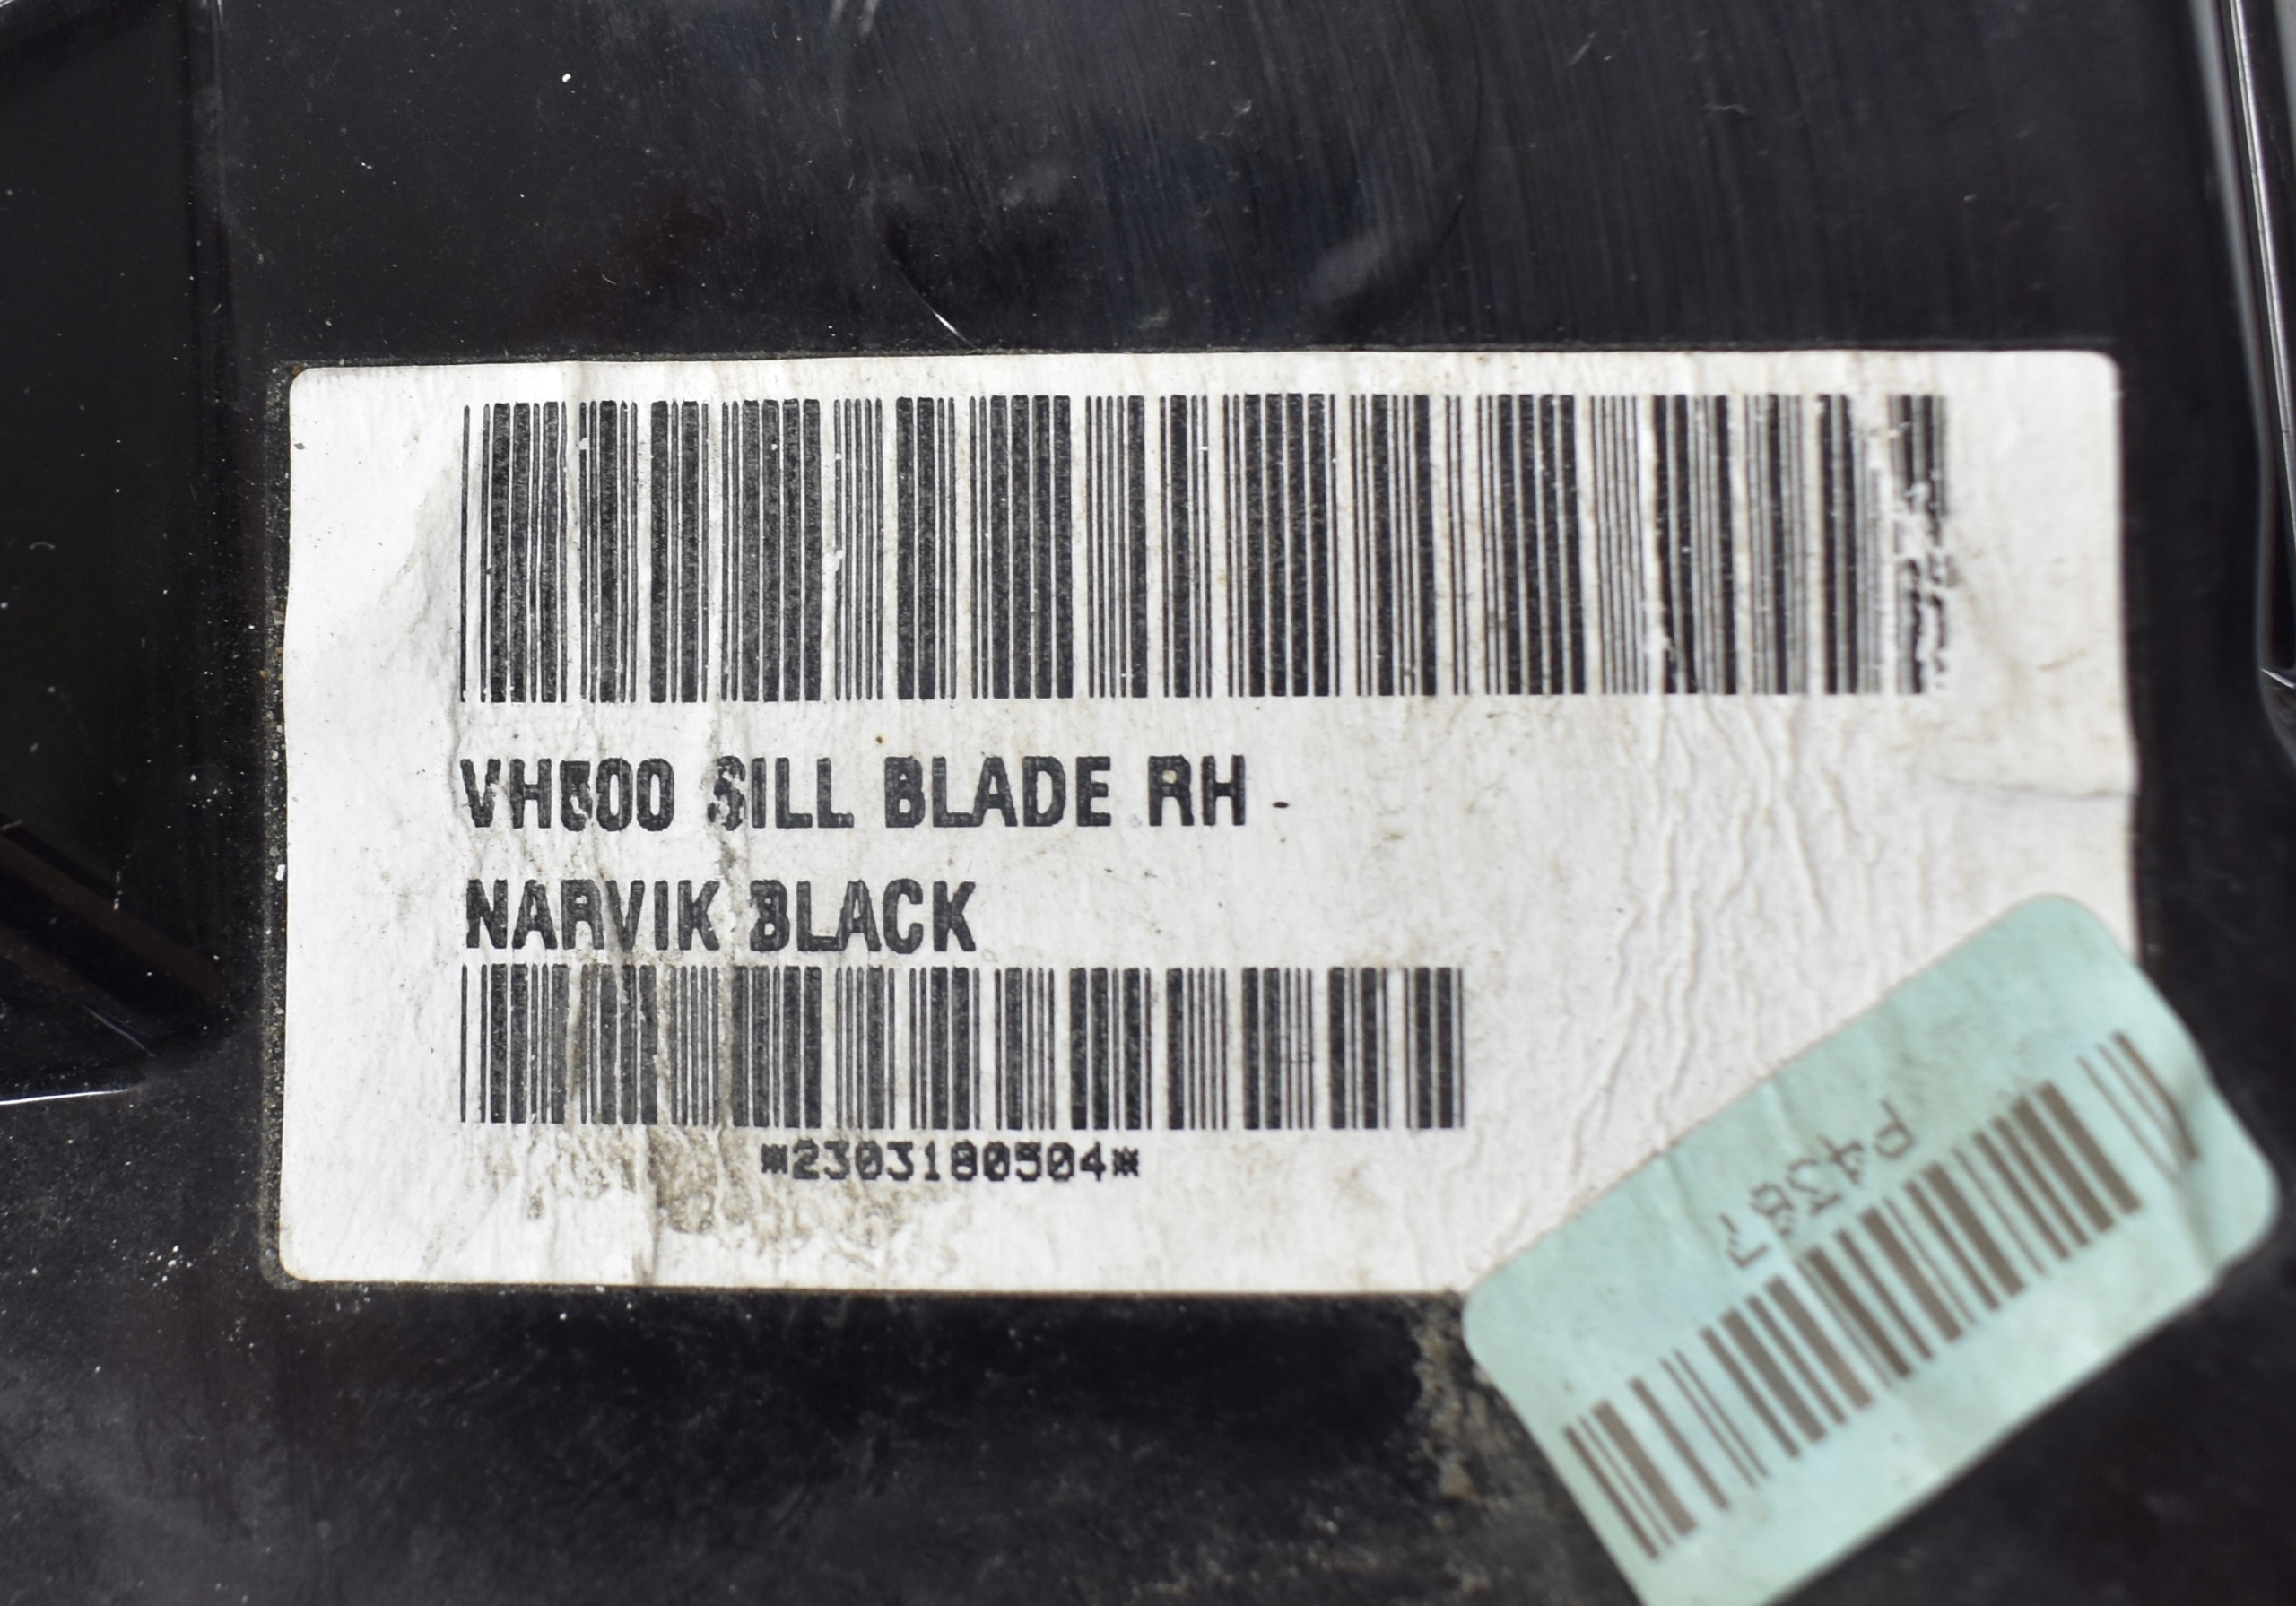 VH500 SILL BLADE RH -
NARVIK BLACK
*2303180504*
P4387